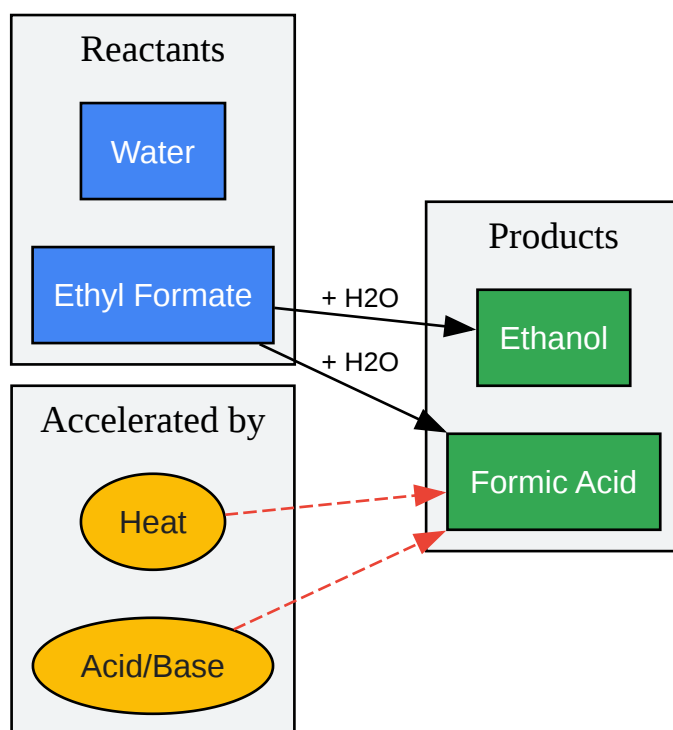 Reactants
Water
Ethyl Formate
+ H2O
+ H2O
Products
Ethanol
Formic Acid
Accelerated by
Heat
Acid/Base